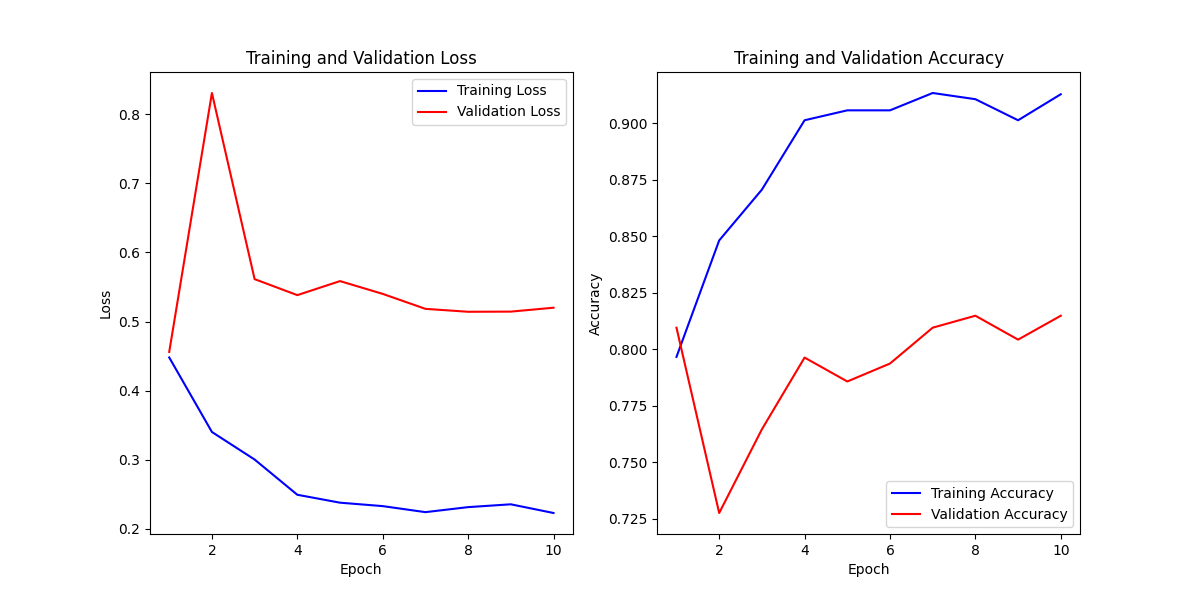 Training and Validation Loss
Training Loss
Validation Loss
0.8
0.7
0.6
0.5
0.4
0.3
0.2
Loss
2
4
6
8
10
Epoch
Training and Validation Accuracy
0.900
0.875
0.850
0.825
0.800
0.775
0.750
0.725
Accuracy
Training Accuracy
Validation Accuracy
2
4
6
8
10
Epoch